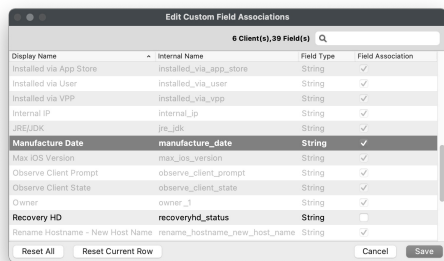 Edit Custom Field Associations
6 Client(s),39 Field(s)
Display Name Internal Name Field Type Field Association
Installed via App Store installed_via_app_store String
Installed via User installed_via_user String
Installed via VPP installed_via_vpp String
Internal IP internal_ip String
JRE/JDK jre_jdk String
Manufacture Date manufacture_date String
Max iOS Version max_ios_version String
Observe Client Prompt observe_client_prompt String
Observe Client State observe_client_state String
Owner owner_1 String
Recovery HD recoveryhd_status String
Rename Hostname - New Host Name rename_hostname_new_host_name String
Reset All Reset Current Row Cancel Save